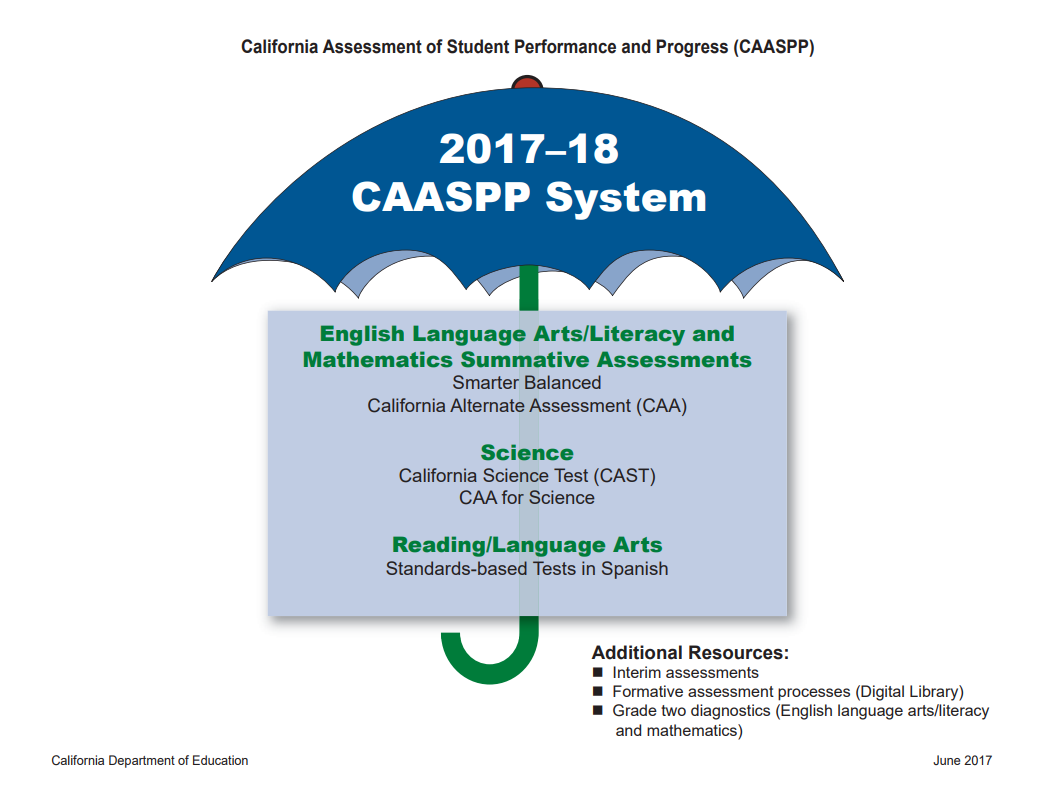 California Assessment of Student Performance and Progress (CAASPP)
2017–18
CAASPP System
English Language Arts/Literacy and
Mathematics Summative Assessments
Smarter Balanced
California Alternate Assessment (CAA)
Science
California Science Test (CAST)
CAA for Science
Reading/Language Arts
Standards-based Tests in Spanish
Additional Resources:
■ Interim assessments
■ Formative assessment processes (Digital Library)
■ Grade two diagnostics (English language arts/literacy
and mathematics)
California Department of Education
June 2017